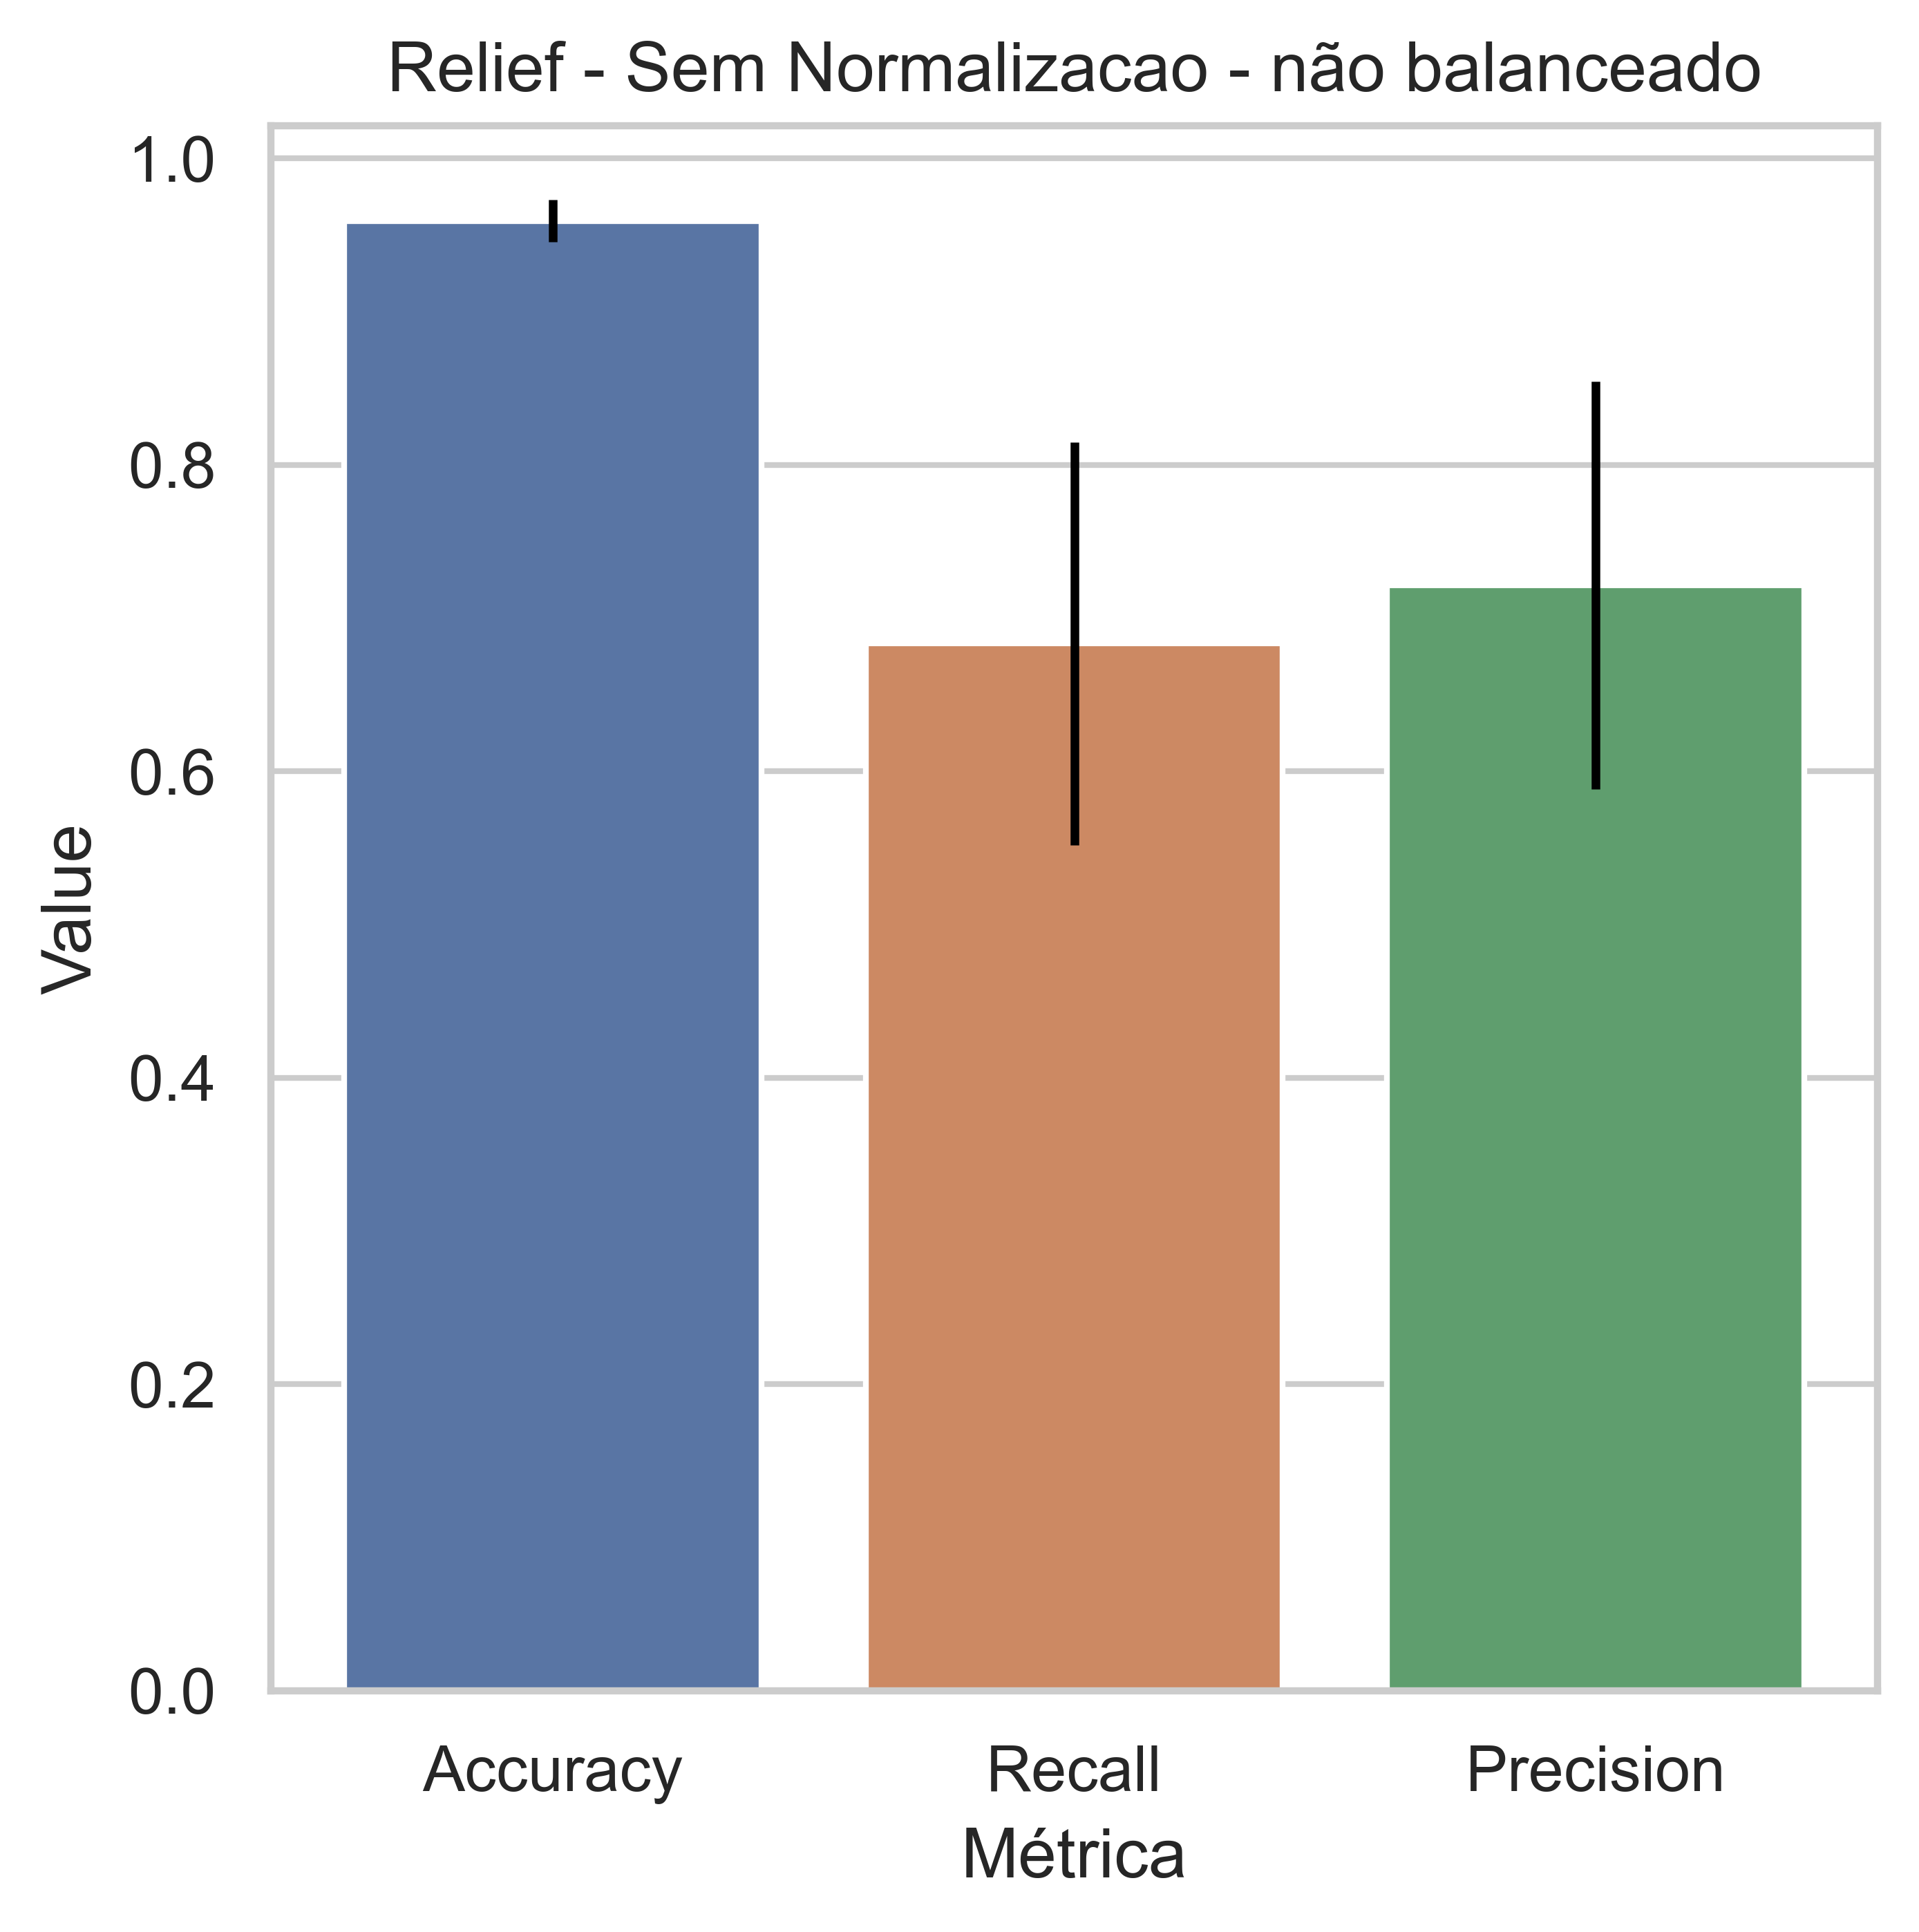 Relief - Sem Normalizacao - não balanceado
1.0
0.8
0.6
0.4
0.2
0.0
Value
Accuracy Recall Precision
Métrica